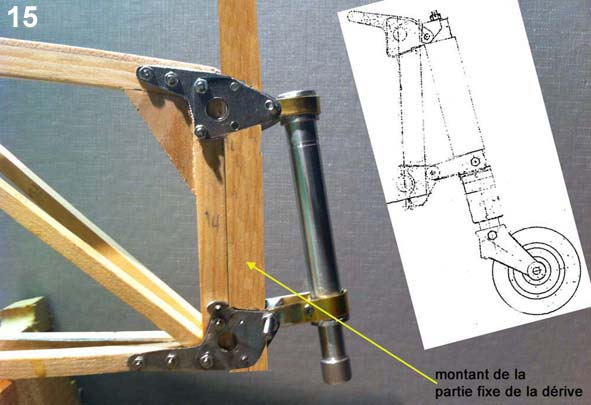 15
14
montant de la
partie fixe de la dérive